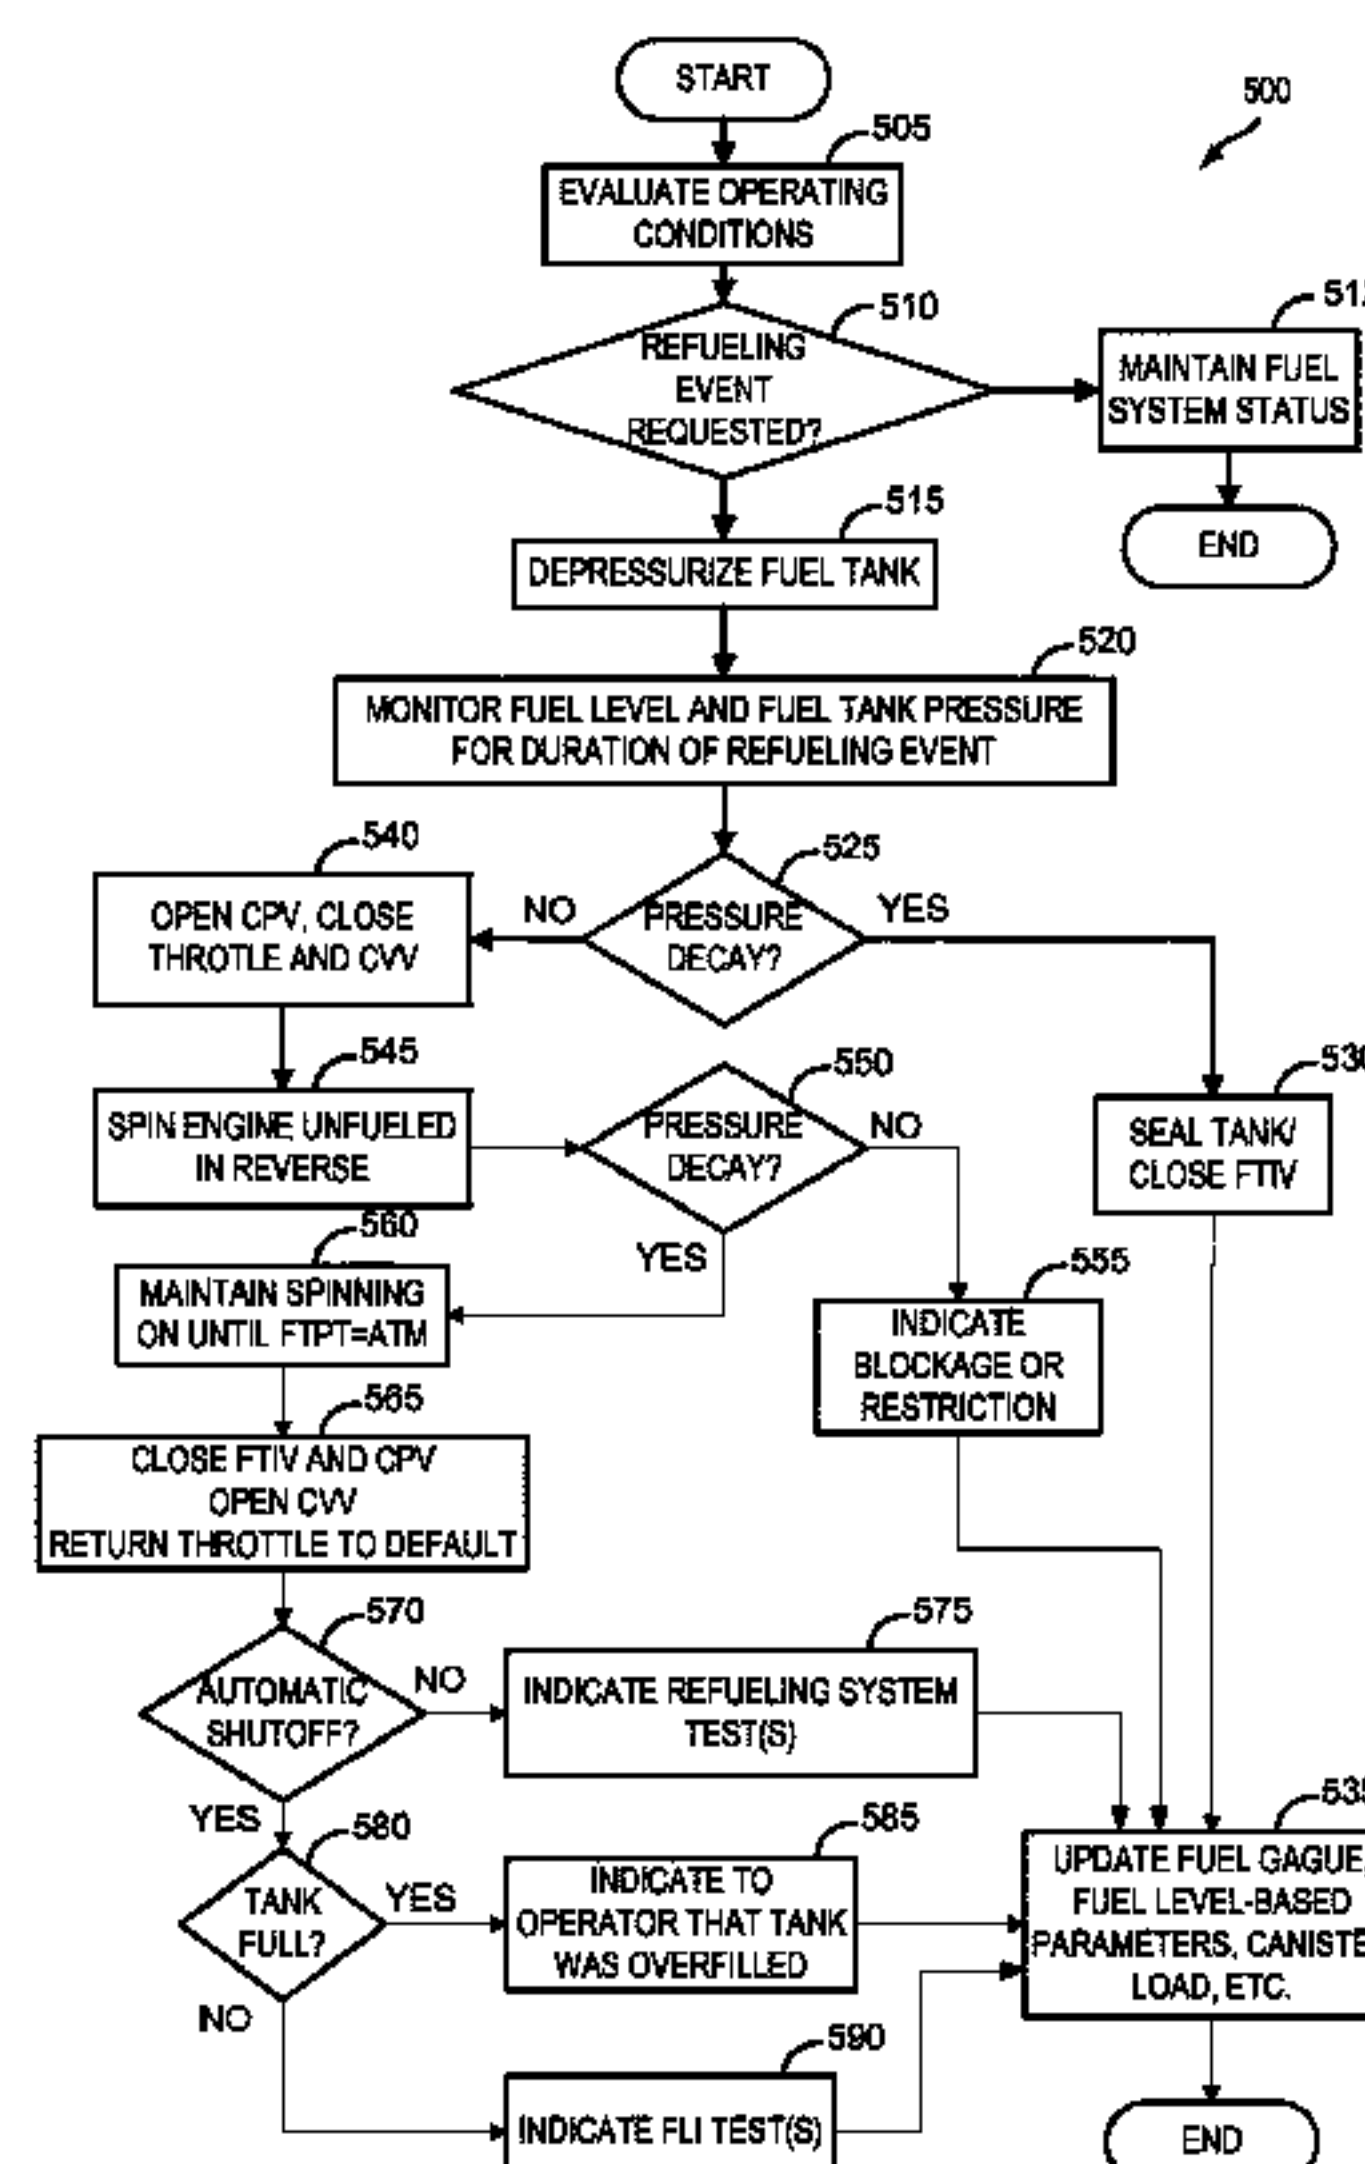 START
500
505
EVALUATE OPERATING
CONDITIONS
510
REFUELING
EVENT
REQUESTED?
MAINTAIN FUEL
SYSTEM STATUS
END
515
DEPRESSURIZE FUEL TANK
520
MONITOR FUEL LEVEL AND FUEL TANK PRESSURE
FOR DURATION OF REFUELING EVENT
525
PRESSURE
DECAY?
NO
YES
540
OPEN CPV, CLOSE
THROTLE AND CVV
545
SPIN ENGINE UNFUELED
IN REVERSE
550
PRESSURE
DECAY?
NO
YES
530
SEAL TANK/
CLOSE FTIV
560
MAINTAIN SPINNING
ON UNTIL FTPT=ATM
555
INDICATE
BLOCKAGE OR
RESTRICTION
565
CLOSE FTIV AND CPV
OPEN CVV
RETURN THROTTLE TO DEFAULT
570
AUTOMATIC
SHUTOFF?
NO
YES
575
INDICATE REFUELING SYSTEM
TEST(S)
580
TANK
FULL?
YES
NO
585
INDICATE TO
OPERATOR THAT TANK
WAS OVERFILLED
535
UPDATE FUEL GAGUE,
FUEL LEVEL-BASED
PARAMETERS, CANISTE
LOAD, ETC.
590
INDICATE FLI TEST(S)
END